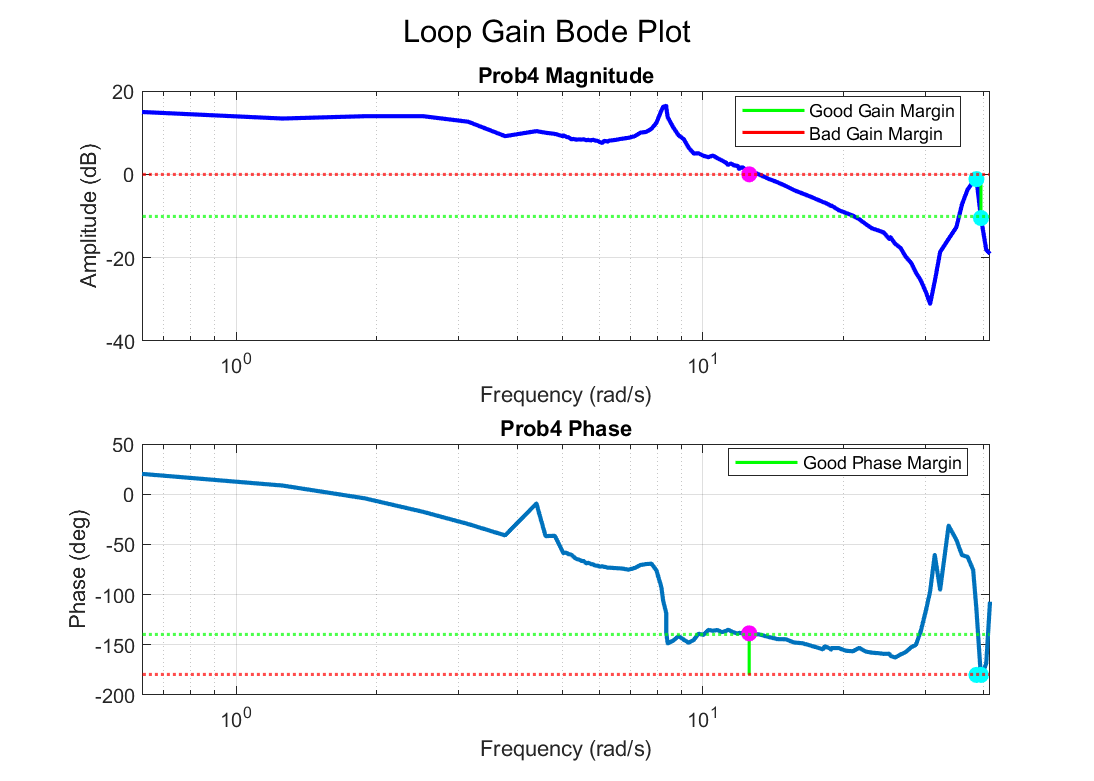 Loop Gain Bode Plot
Prob4 Magnitude
20
0
-20
-40
Amplitude (dB)
Good Gain Margin
Bad Gain Margin
10^0
10^1
Frequency (rad/s)
Prob4 Phase
50
0
-50
-100
-150
-200
Phase (deg)
Good Phase Margin
10^0
10^1
Frequency (rad/s)